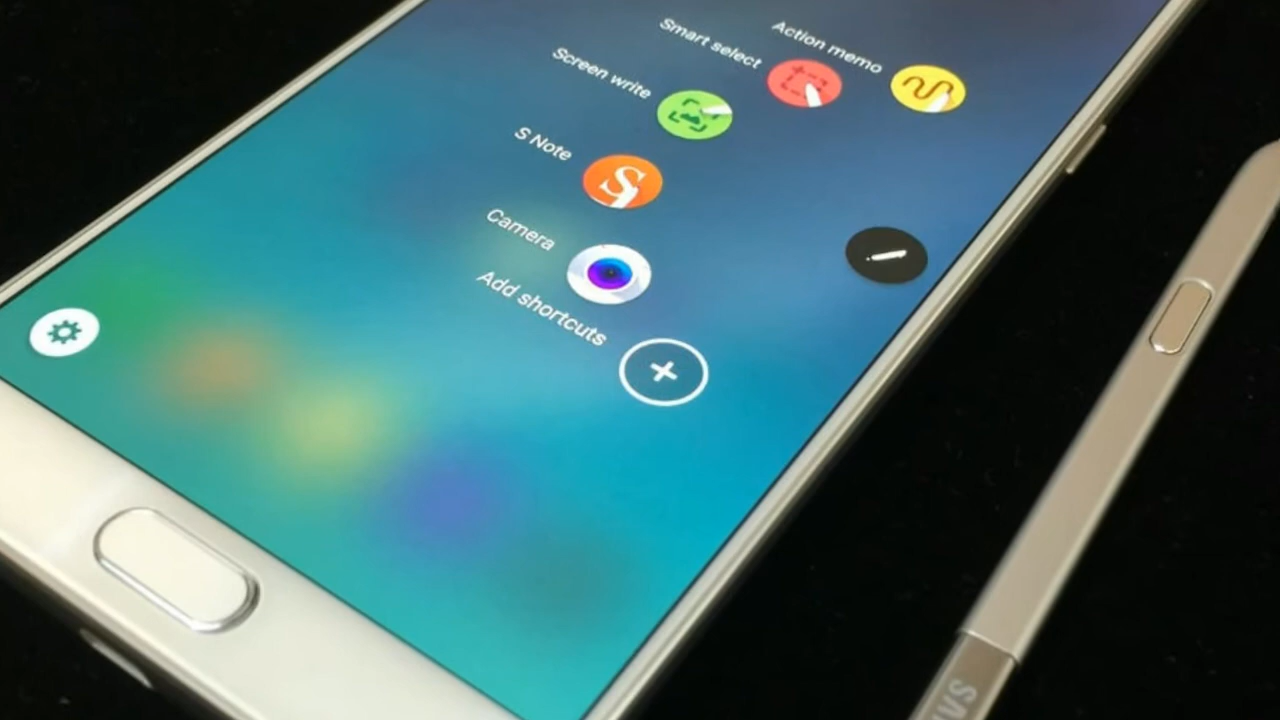 Action memo
Smart select
Screen write
S Note
Camera
Add shortcuts